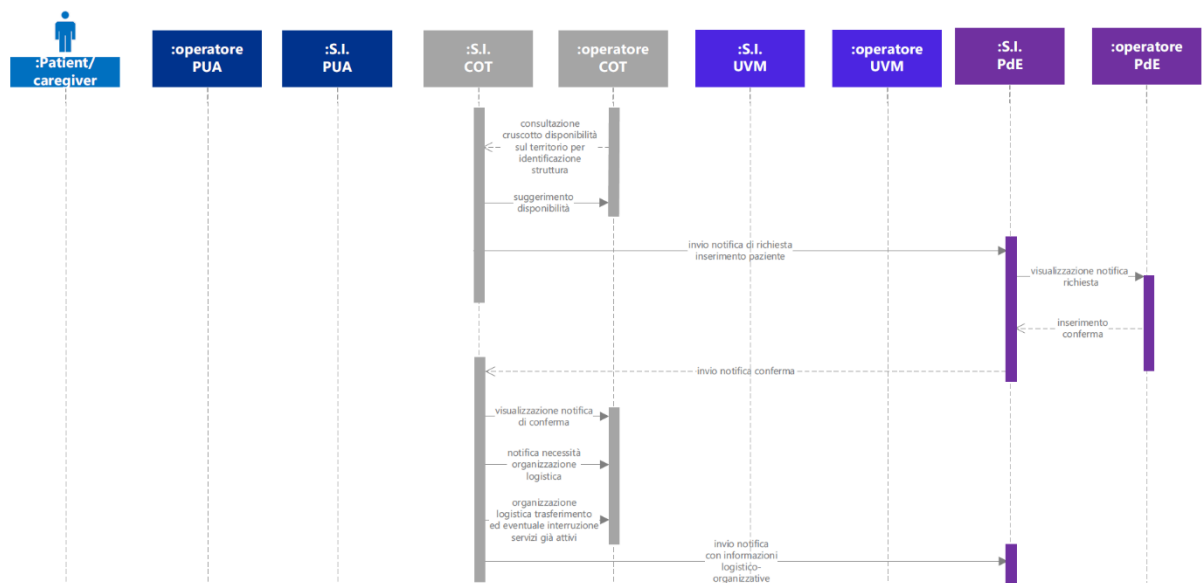 :Patient/
caregiver
:operatore
PUA
:S.I.
PUA
:S.I.
COT
:operatore
COT
:S.I.
UVM
:operatore
UVM
:S.I.
PdE
:operatore
PdE
consultazione
cruscotto disponibilità
sul territorio per
identificazione
struttura
suggerimento
disponibilità
invio notifica di richiesta
inserimento paziente
visualizzazione notifica
richiesta
inserimento
conferma
invio notifica conferma
visualizzazione notifica
di conferma
notifica necessità
organizzazione
logistica
organizzazione
logistica trasferimento
ed eventuale interruzione
servizi già attivi
invio notifica
con informazioni
logistico-
organizzative